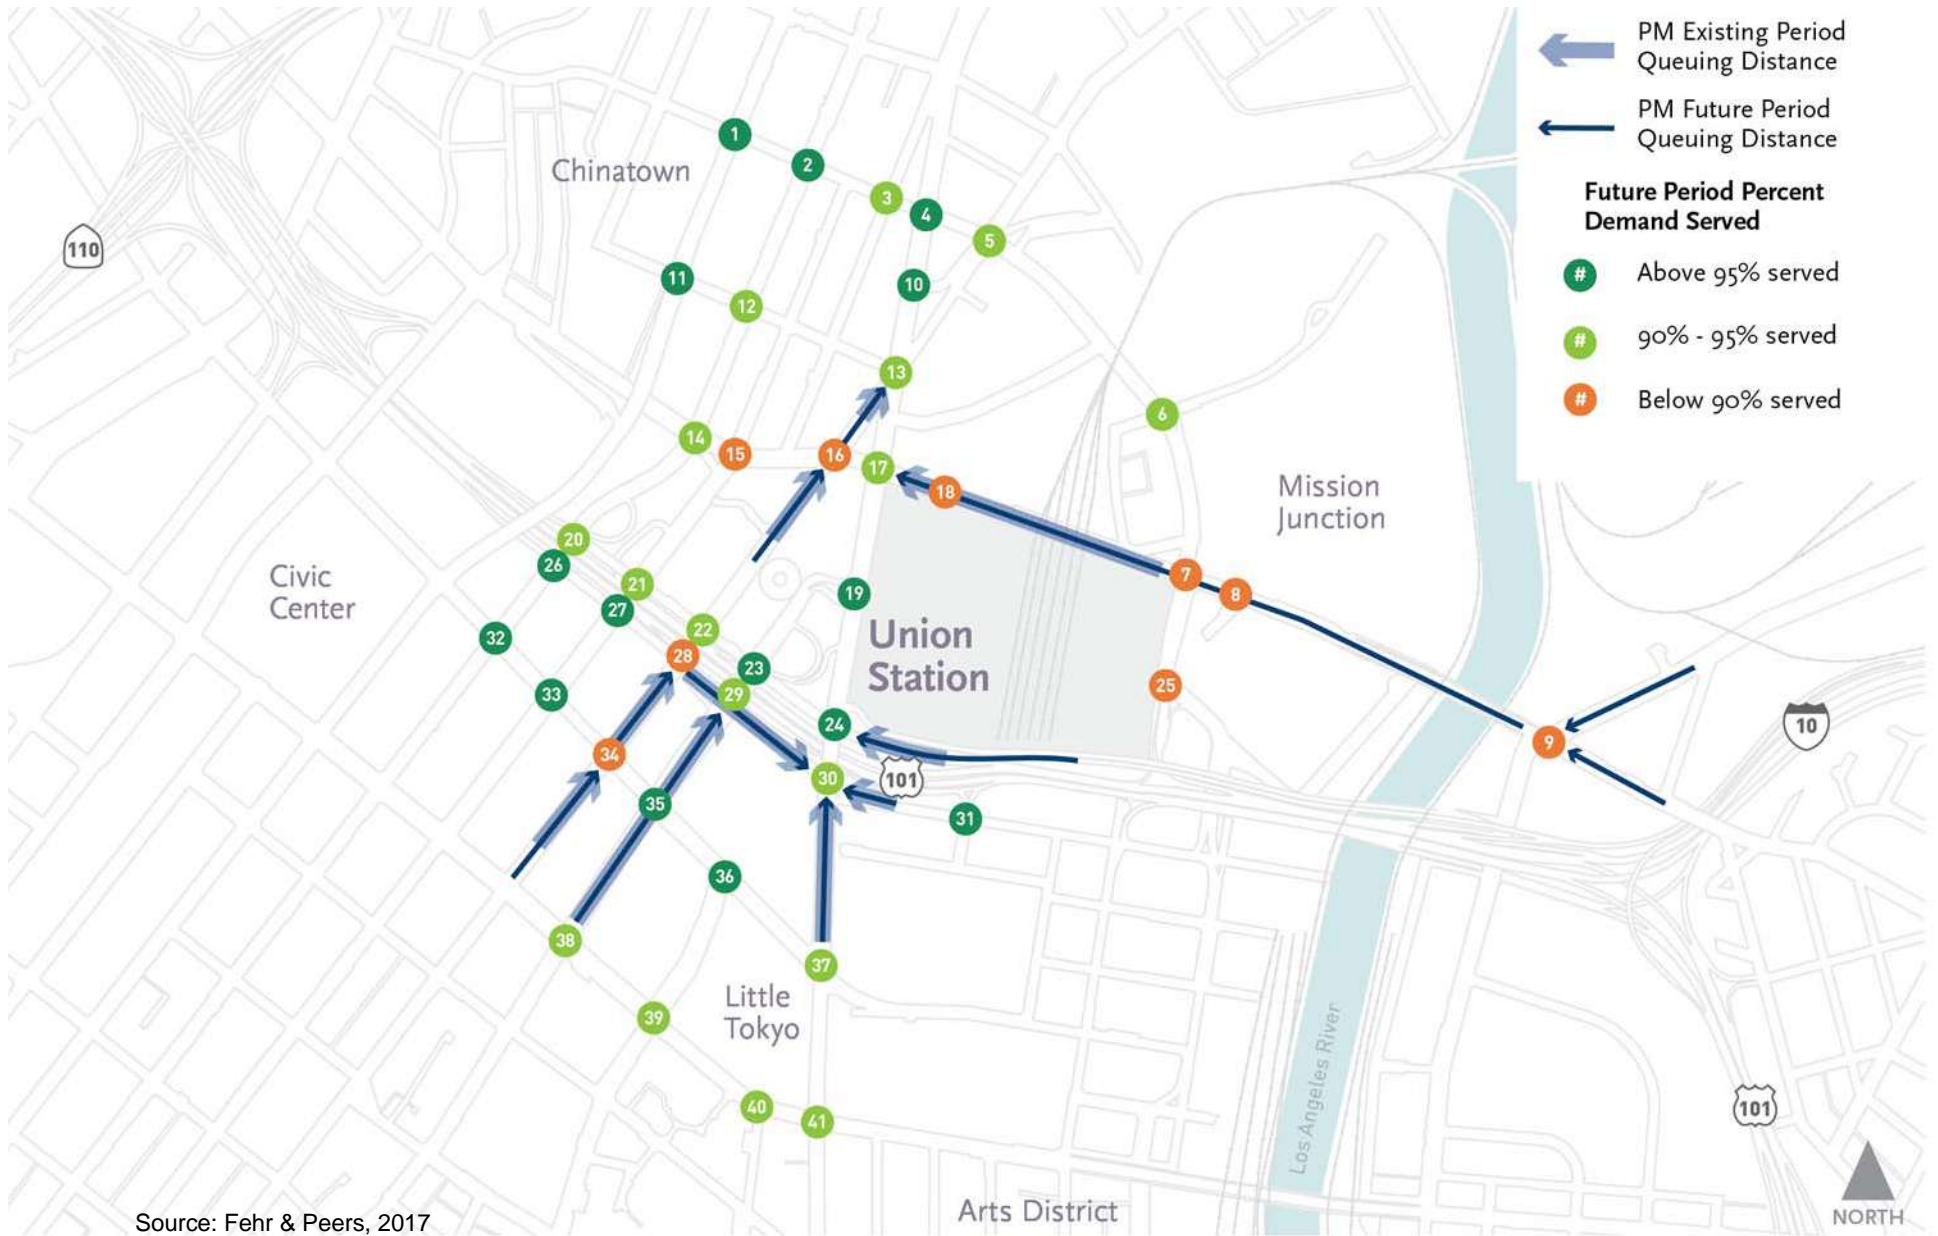 PM Existing Period
Queuing Distance
PM Future Period
Queuing Distance
Future Period Percent
Demand Served
# Above 95% served
# 90% - 95% served
# Below 90% served
1
Chinatown
2
3
4
5
110
11
10
12
13
6
14
15
16
17
18
Mission
Junction
20
26
7
Civic
Center
21
8
19
27
22
32
Union
Station
28
23
25
33
29
24
10
9
34
30
101
35
31
36
38
37
Little
Tokyo
39
40
41
Los Angeles River
101
Arts District
NORTH
Source: Fehr & Peers, 2017